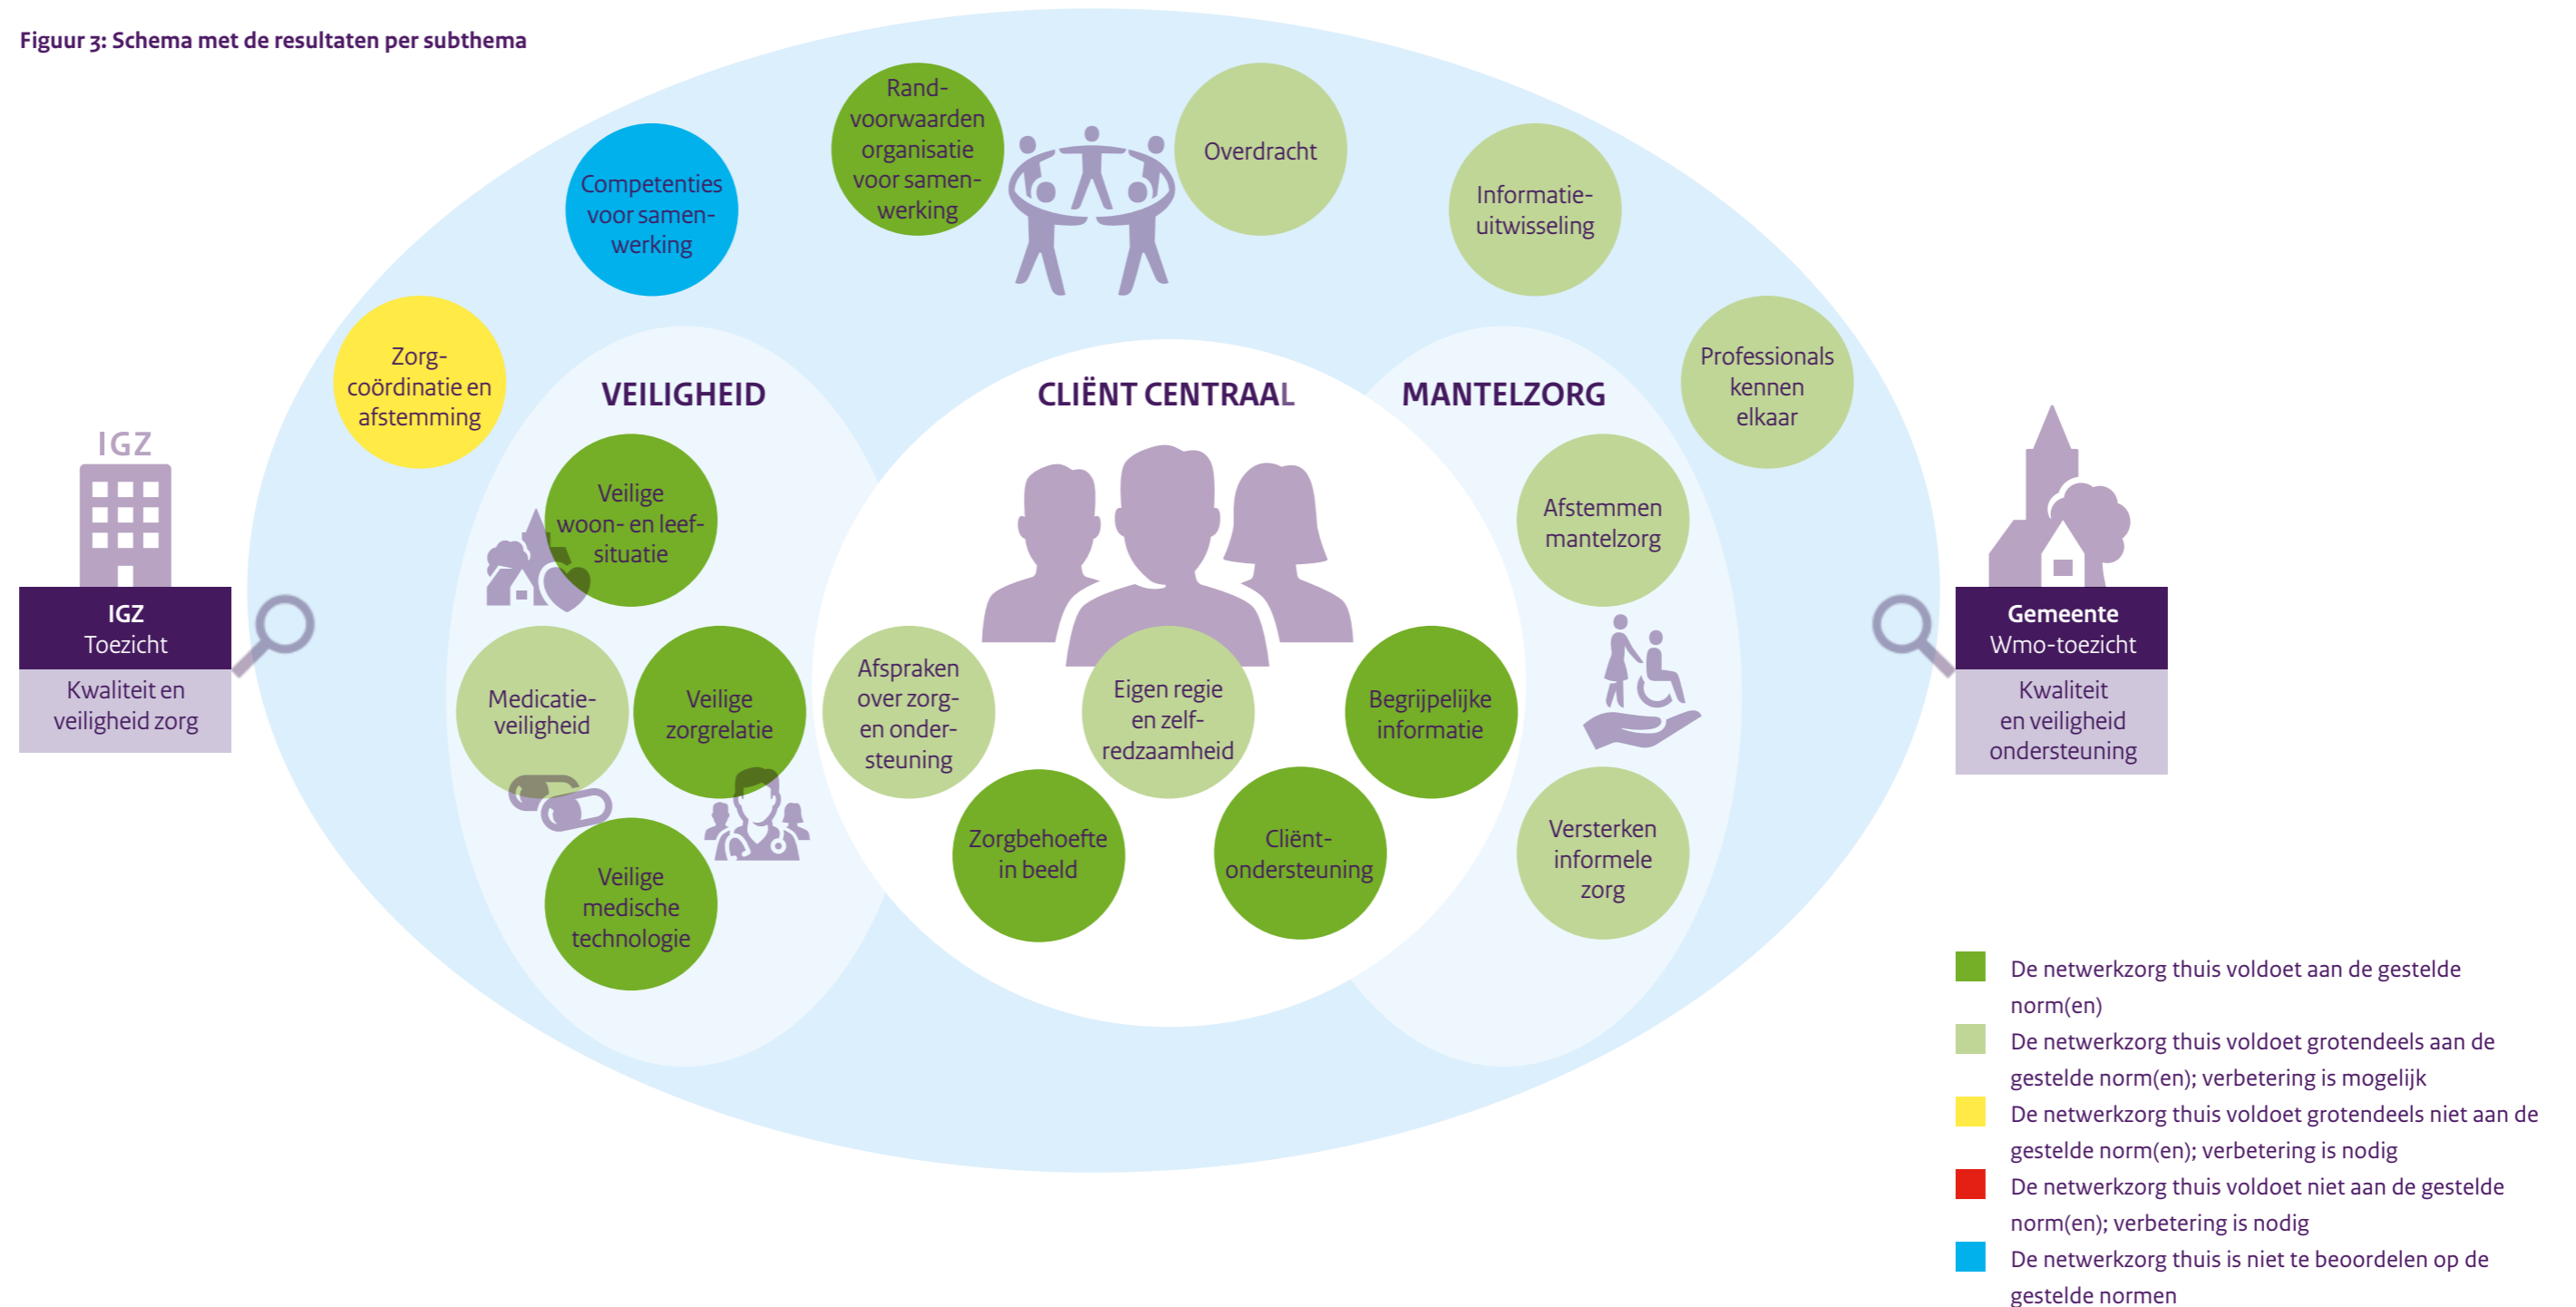 Figuur 3: Schema met de resultaten per subthema
Rand-
voorwaarden
organisatie
voor samen-
werking
Overdracht
Competenties
voor samen-
werking
Informatie-
uitwisseling
Zorg-
coördinatie en
afstemming
Professionals
kennen
elkaar
VEILIGHEID
CLIËNT CENTRAAL
MANTELZORG
IGZ
IGZ
Toezicht
Kwaliteit en
veiligheid zorg
Veilige
woon- en leef-
situatie
Medicatie-
veiligheid
Veilige
zorgrelatie
Veilige
medische
technologie
Afspraken
over zorg-
en onder-
steuning
Eigen regie
en zelf-
redzaamheid
Begrijpelijke
informatie
Zorgbehoefte
in beeld
Cliënt-
ondersteuning
Afstemmen
mantelzorg
Versterken
informele
zorg
Gemeente
Wmo-toezicht
Kwaliteit
en veiligheid
ondersteuning
De netwerkzorg thuis voldoet aan de gestelde
norm(en)
De netwerkzorg thuis voldoet grotendeels aan de
gestelde norm(en); verbetering is mogelijk
De netwerkzorg thuis voldoet grotendeels niet aan de
gestelde norm(en); verbetering is nodig
De netwerkzorg thuis voldoet niet aan de gestelde
norm(en); verbetering is nodig
De netwerkzorg thuis is niet te beoordelen op de
gestelde normen